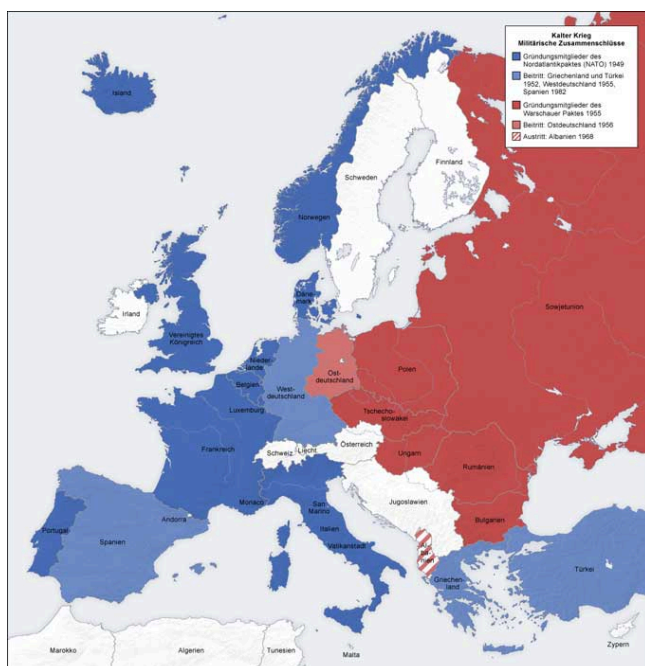 Kalter Krieg
Militärische Zusammenschlüsse
Gründungsmitglieder des
Nordatlantikpaktes (NATO) 1949
Beitritt: Griechenland und Türkei
1952, Westdeutschland 1955,
Spanien 1982
Gründungsmitglieder des
Warschauer Paktes 1955
Beitritt: Ostdeutschland 1956
Austritt: Albanien 1968
Island
Finnland
Schweden
Norwegen
Sowjetunion
Däne-
mark
Irland
Vereinigtes
Königreich
Nieder-
lande
Polen
Ost-
deutschland
Belgien
West-
deutschland
Luxemburg
Tschecho-
slowakei
Frankreich
Österreich
Schweiz
Liecht.
Ungarn
Rumänien
Jugoslawien
Monaco
San
Marino
Andorra
Bulgarien
Portugal
Spanien
Italien
Vatikanstadt
Al-
ba-
nien
Griechen-
land
Türkei
Marokko
Algerien
Tunesien
Malta
Zypern